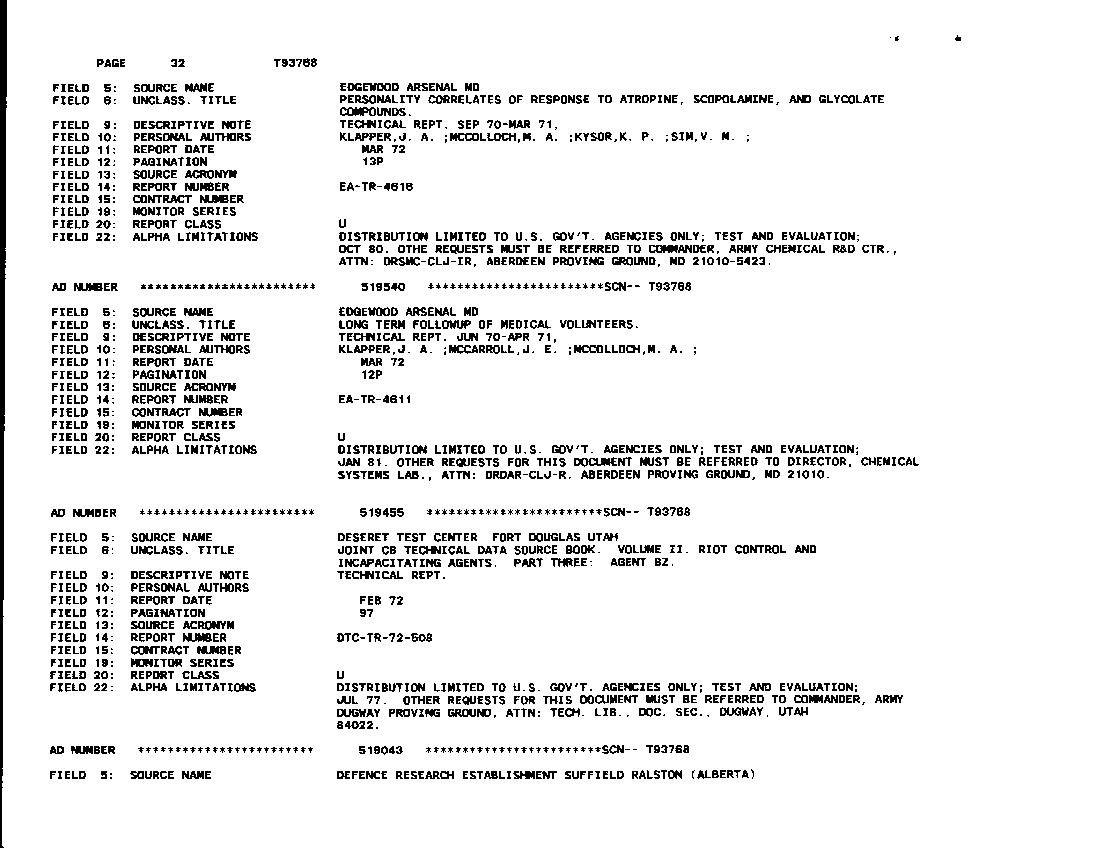 PAGE 32 T93768
FIELD 5: SOURCE NAME EDGEWOOD ARSENAL MD
FIELD 6: UNCLASS. TITLE PERSONALITY CORRELATES OF RESPONSE TO ATROPINE, SCOPOLAMINE, AND GLYCOLATE
COMPOUNDS.
FIELD 9: DESCRIPTIVE NOTE TECHNICAL REPT. SEP 70-MAR 71,
FIELD 10: PERSONAL AUTHORS KLAPPER,J. A. ;MCCOLLOCH,M. A. ;KYSOR,K. P. ;SIM,V. M. ;
FIELD 11: REPORT DATE MAR 72
FIELD 12: PAGINATION 13P
FIELD 13: SOURCE ACRONYM
FIELD 14: REPORT NUMBER EA-TR-4616
FIELD 15: CONTRACT NUMBER
FIELD 19: MONITOR SERIES
FIELD 20: REPORT CLASS U
FIELD 22: ALPHA LIMITATIONS DISTRIBUTION LIMITED TO U.S. GOV'T. AGENCIES ONLY; TEST AND EVALUATION;
OCT 80. OTHE REQUESTS MUST BE REFERRED TO COMMANDER, ARMY CHEMICAL R&D CTR.,
ATTN: DRSMC-CLJ-IR, ABERDEEN PROVING GROUND, MD 21010-5423.
AD NUMBER ************************ 519540 ************************SCN-- T93768
FIELD 5: SOURCE NAME EDGEWOOD ARSENAL MD
FIELD 6: UNCLASS. TITLE LONG TERM FOLLOWUP OF MEDICAL VOLUNTEERS.
FIELD 9: DESCRIPTIVE NOTE TECHNICAL REPT. JUN 70-APR 71,
FIELD 10: PERSONAL AUTHORS KLAPPER,J. A. ;MCCARROLL,J. E. ;MCCOLLOCH,M. A. ;
FIELD 11: REPORT DATE MAR 72
FIELD 12: PAGINATION 12P
FIELD 13: SOURCE ACRONYM
FIELD 14: REPORT NUMBER EA-TR-4611
FIELD 15: CONTRACT NUMBER
FIELD 19: MONITOR SERIES
FIELD 20: REPORT CLASS U
FIELD 22: ALPHA LIMITATIONS DISTRIBUTION LIMITED TO U.S. GOV'T. AGENCIES ONLY; TEST AND EVALUATION;
JAN 81. OTHER REQUESTS FOR THIS DOCUMENT MUST BE REFERRED TO DIRECTOR, CHEMICAL
SYSTEMS LAB., ATTN: DRDAR-CLJ-R. ABERDEEN PROVING GROUND, MD 21010.
AD NUMBER ************************ 519455 ************************SCN-- T93768
FIELD 5: SOURCE NAME DESERET TEST CENTER FORT DOUGLAS UTAH
FIELD 6: UNCLASS. TITLE JOINT CB TECHNICAL DATA SOURCE BOOK. VOLUME II. RIOT CONTROL AND
INCAPACITATING AGENTS. PART THREE: AGENT BZ.
FIELD 9: DESCRIPTIVE NOTE TECHNICAL REPT.
FIELD 10: PERSONAL AUTHORS
FIELD 11: REPORT DATE FEB 72
FIELD 12: PAGINATION 97
FIELD 13: SOURCE ACRONYM
FIELD 14: REPORT NUMBER DTC-TR-72-508
FIELD 15: CONTRACT NUMBER
FIELD 19: MONITOR SERIES
FIELD 20: REPORT CLASS U
FIELD 22: ALPHA LIMITATIONS DISTRIBUTION LIMITED TO U.S. GOV'T. AGENCIES ONLY; TEST AND EVALUATION;
JUL 77. OTHER REQUESTS FOR THIS DOCUMENT MUST BE REFERRED TO COMMANDER, ARMY
DUGWAY PROVING GROUND, ATTN: TECH. LIB., DOC. SEC., DUGWAY, UTAH
84022.
AD NUMBER ************************ 519043 ************************SCN-- T93768
FIELD 5: SOURCE NAME DEFENCE RESEARCH ESTABLISHMENT SUFFIELD RALSTON (ALBERTA)